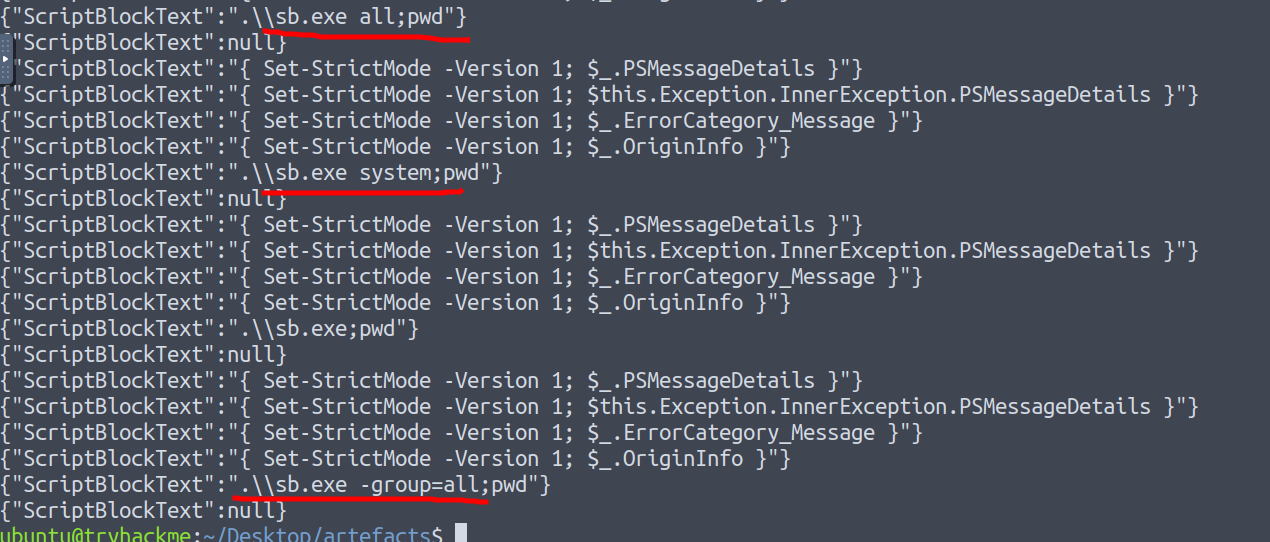 {"ScriptBlockText":".\\sb.exe all;pwd"}
{"ScriptBlockText":null}
{"ScriptBlockText":"{ Set-StrictMode -Version 1; $_.PSMessageDetails }"}
{"ScriptBlockText":"{ Set-StrictMode -Version 1; $this.Exception.InnerException.PSMessageDetails }"}
{"ScriptBlockText":"{ Set-StrictMode -Version 1; $_.ErrorCategory_Message }"}
{"ScriptBlockText":"{ Set-StrictMode -Version 1; $_.OriginInfo }"}
{"ScriptBlockText":".\\sb.exe system;pwd"}
{"ScriptBlockText":null}
{"ScriptBlockText":"{ Set-StrictMode -Version 1; $_.PSMessageDetails }"}
{"ScriptBlockText":"{ Set-StrictMode -Version 1; $this.Exception.InnerException.PSMessageDetails }"}
{"ScriptBlockText":"{ Set-StrictMode -Version 1; $_.ErrorCategory_Message }"}
{"ScriptBlockText":"{ Set-StrictMode -Version 1; $_.OriginInfo }"}
{"ScriptBlockText":".\\sb.exe;pwd"}
{"ScriptBlockText":null}
{"ScriptBlockText":"{ Set-StrictMode -Version 1; $_.PSMessageDetails }"}
{"ScriptBlockText":"{ Set-StrictMode -Version 1; $this.Exception.InnerException.PSMessageDetails }"}
{"ScriptBlockText":"{ Set-StrictMode -Version 1; $_.ErrorCategory_Message }"}
{"ScriptBlockText":"{ Set-StrictMode -Version 1; $_.OriginInfo }"}
{"ScriptBlockText":".\\sb.exe -group=all;pwd"}
{"ScriptBlockText":null}
ubuntu@tryhackme:~/Desktop/artefacts$